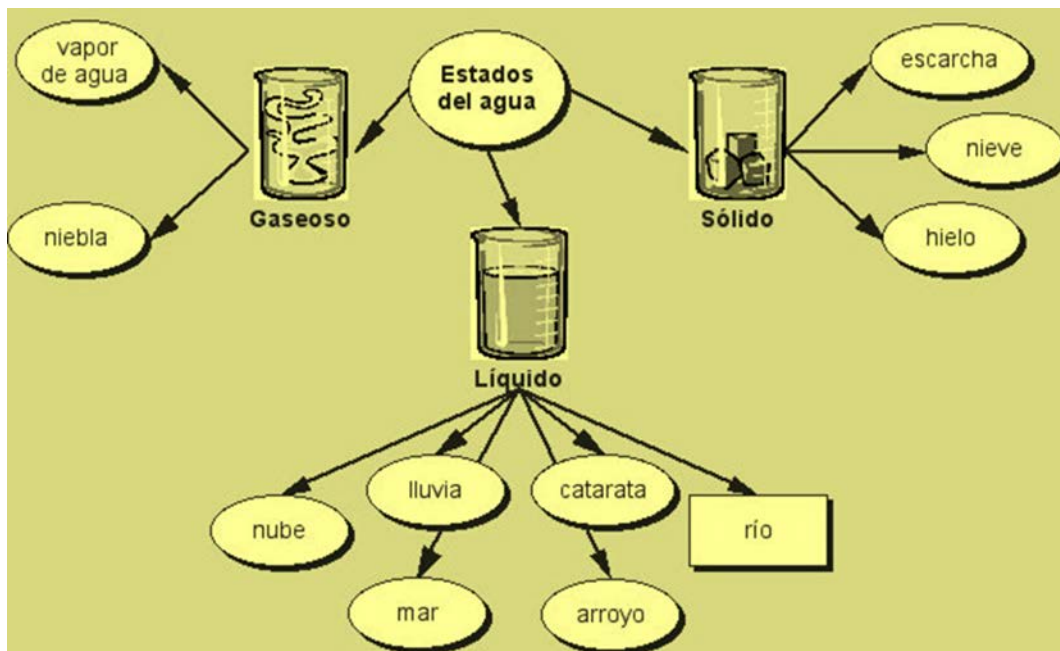 vapor
de agua
Estados
del agua
escarcha
nieve
niebla
Gaseoso
Sólido
hielo
Líquido
nube
lluvia
catarata
río
mar
arroyo